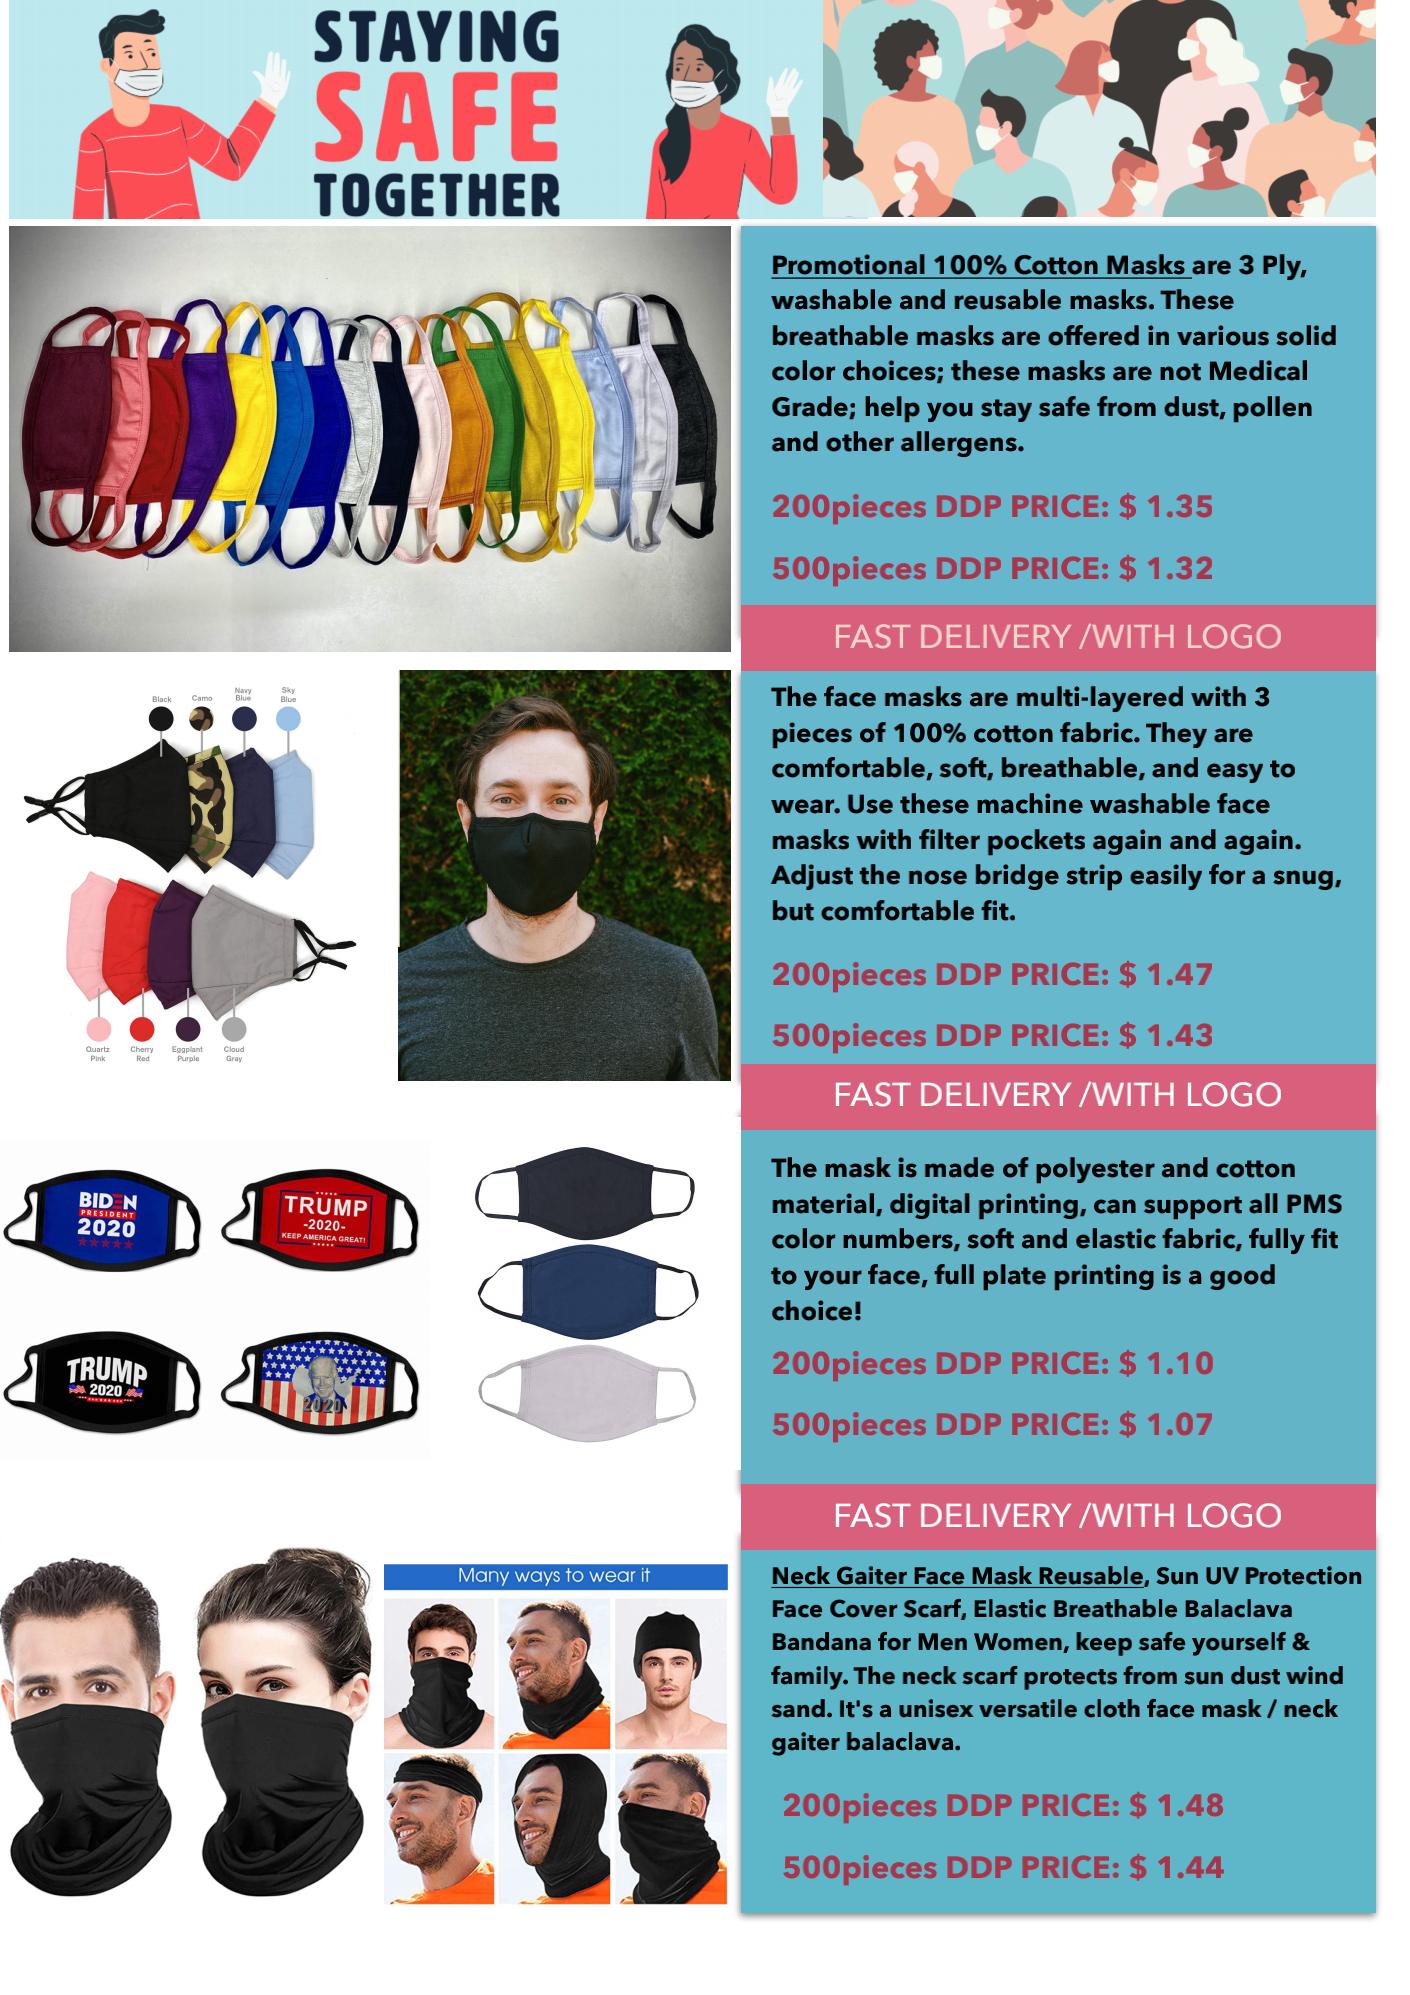 STAYING
SAFE
TOGETHER
Promotional 100% Cotton Masks are 3 Ply,
washable and reusable masks. These
breathable masks are offered in various solid
color choices; these masks are not Medical
Grade; help you stay safe from dust, pollen
and other allergens.
200pieces DDP PRICE: $ 1.35
500pieces DDP PRICE: $ 1.32
FAST DELIVERY /WITH LOGO
Black
Camo
Navy
Blue
Sky
Blue
Quartz
Pink
Cherry
Red
Eggplant
Purple
Cloud
Gray
The face masks are multi-layered with 3
pieces of 100% cotton fabric. They are
comfortable, soft, breathable, and easy to
wear. Use these machine washable face
masks with filter pockets again and again.
Adjust the nose bridge strip easily for a snug,
but comfortable fit.
200pieces DDP PRICE: $ 1.47
500pieces DDP PRICE: $ 1.43
FAST DELIVERY /WITH LOGO
BIDEN
PRESIDENT
2020
TRUMP
-2020-
KEEP AMERICA GREAT!
TRUMP
2020
2020
The mask is made of polyester and cotton
material, digital printing, can support all PMS
color numbers, soft and elastic fabric, fully fit
to your face, full plate printing is a good
choice!
200pieces DDP PRICE: $ 1.10
500pieces DDP PRICE: $ 1.07
FAST DELIVERY /WITH LOGO
Many ways to wear it
Neck Gaiter Face Mask Reusable, Sun UV Protection
Face Cover Scarf, Elastic Breathable Balaclava
Bandana for Men Women, keep safe yourself &
family. The neck scarf protects from sun dust wind
sand. It's a unisex versatile cloth face mask / neck
gaiter balaclava.
200pieces DDP PRICE: $ 1.48
500pieces DDP PRICE: $ 1.44